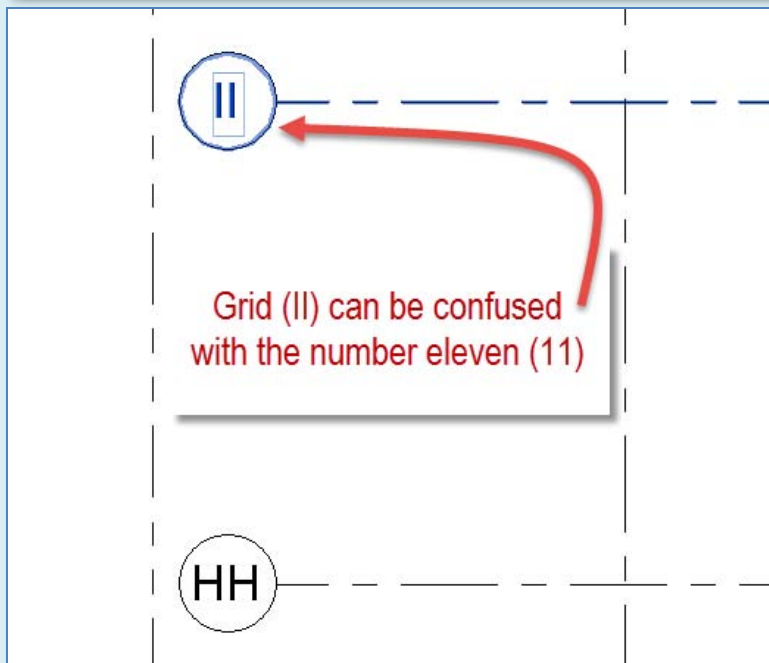 II
Grid (II) can be confused
with the number eleven (11)
HH